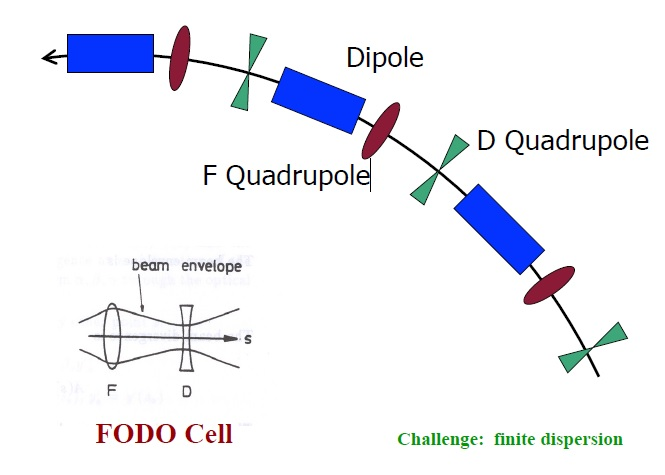 Dipole
D Quadrupole
F Quadrupole
beam envelope
s
F
D
FODO Cell
Challenge: finite dispersion